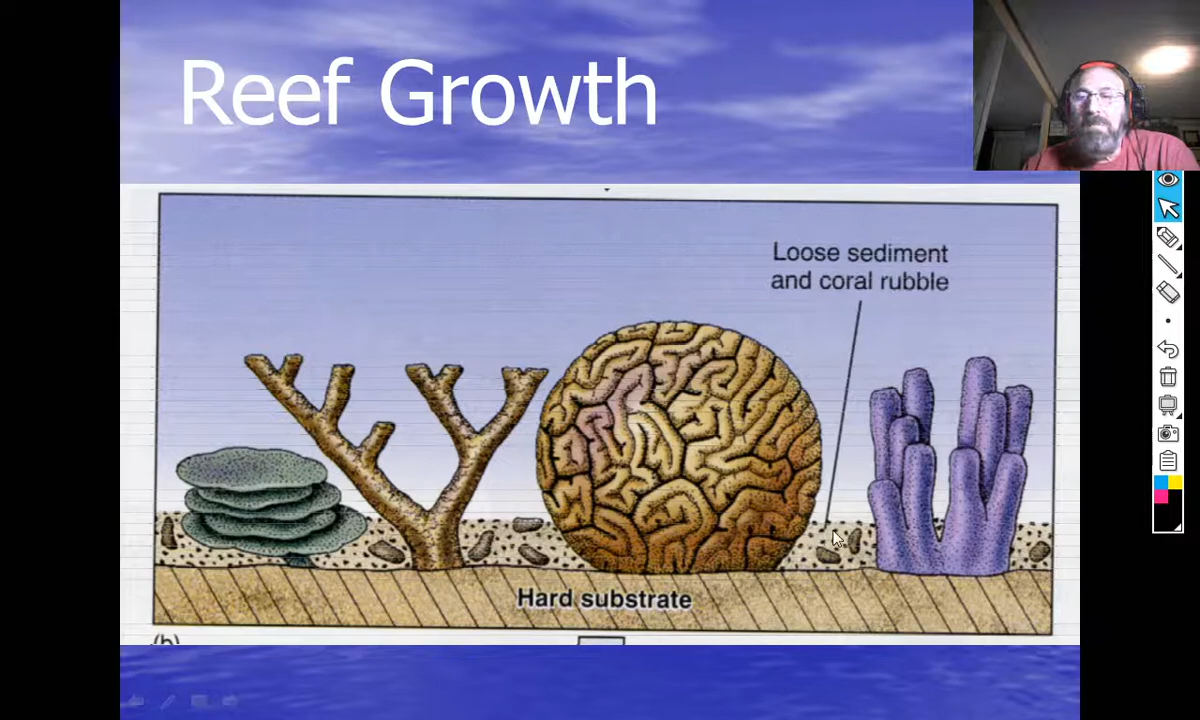 Reef Growth
Loose sediment
and coral rubble
Hard substrate
(b)